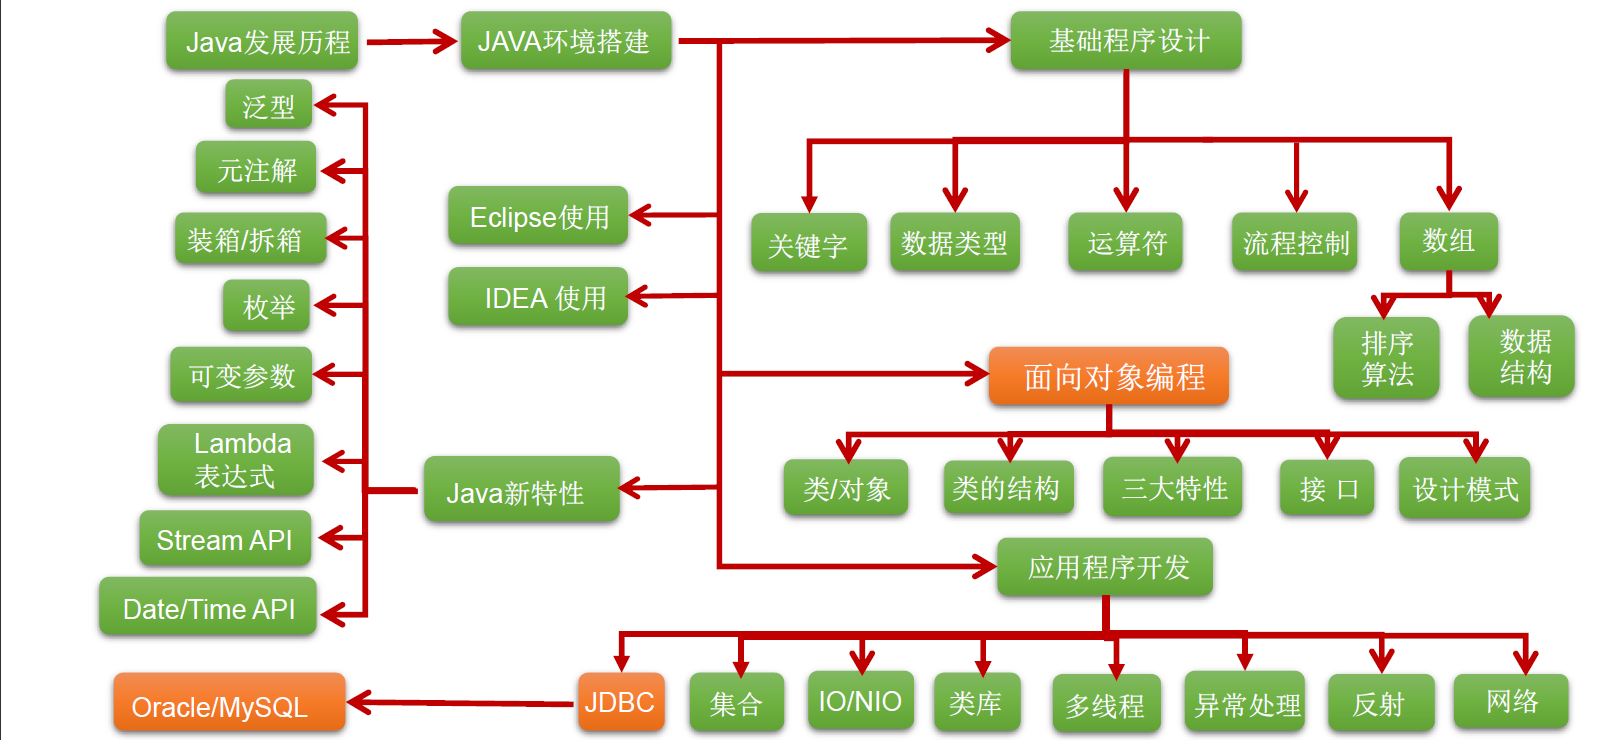 Java发展历程
JAVA环境搭建
基础程序设计
泛型
元注解
装箱/拆箱
枚举
可变参数
Lambda
表达式
Stream API
Date/Time API
Eclipse使用
IDEA 使用
Java新特性
关键字
数据类型
运算符
流程控制
数组
排序
算法
数据
结构
面向对象编程
类/对象
类的结构
三大特性
接 口
设计模式
应用程序开发
Oracle/MySQL
JDBC
集合
IO/NIO
类库
多线程
异常处理
反射
网络